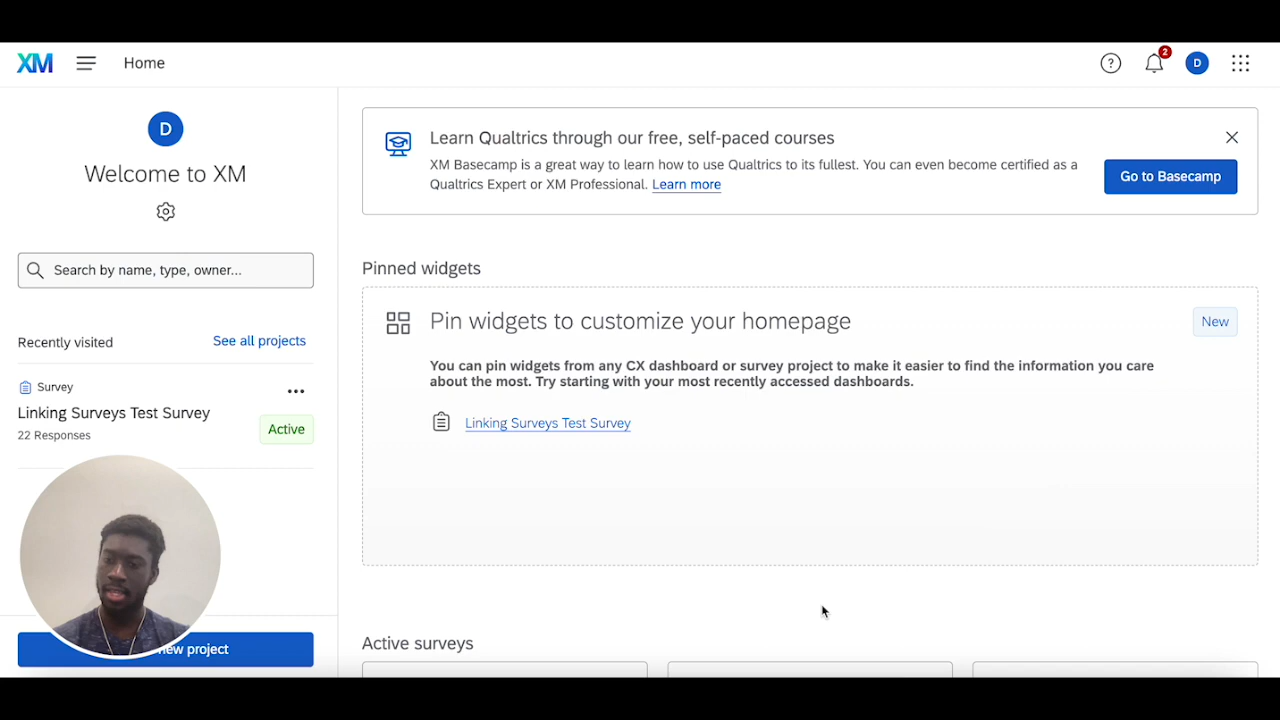 XM
Home
2
D
D
Welcome to XM
Search by name, type, owner...
Recently visited
See all projects
Survey
Linking Surveys Test Survey
22 Responses
Active
new project
Learn Qualtrics through our free, self-paced courses
XM Basecamp is a great way to learn how to use Qualtrics to its fullest. You can even become certified as a
Qualtrics Expert or XM Professional. Learn more
Go to Basecamp
Pinned widgets
Pin widgets to customize your homepage
New
You can pin widgets from any CX dashboard or survey project to make it easier to find the information you care
about the most. Try starting with your most recently accessed dashboards.
Linking Surveys Test Survey
Active surveys